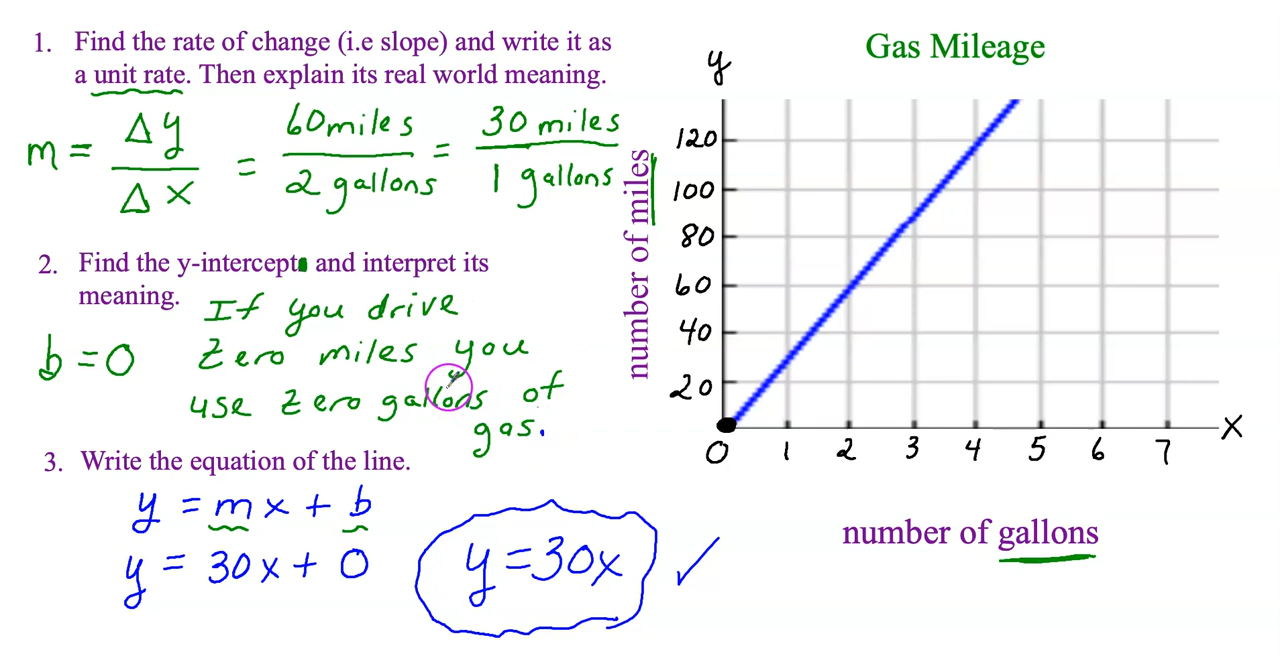 1. Find the rate of change (i.e slope) and write it as
a unit rate. Then explain its real world meaning.
m = Δy / Δx = 60 miles / 2 gallons = 30 miles / 1 gallons
2. Find the y-intercept and interpret its
meaning.
If you drive
b = 0 zero miles you
use zero gallons of
gas.
3. Write the equation of the line.
y = mx + b
y = 30x + 0
y = 30x ✓
Gas Mileage
y
120
100
80
60
40
20
number of miles
0 1 2 3 4 5 6 7 x
number of gallons